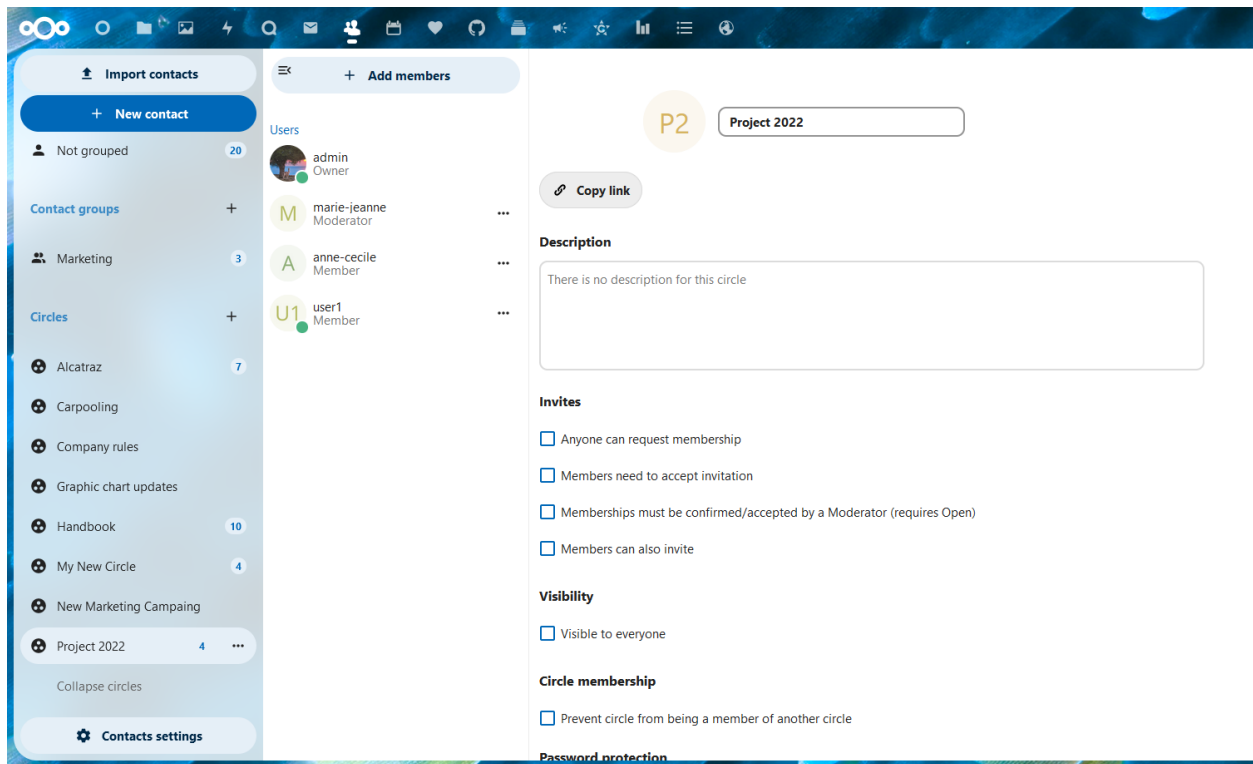 Import contacts
New contact
Not grouped 20
Contact groups
Marketing 3
Circles
Alcatraz 7
Carpooling
Company rules
Graphic chart updates
Handbook 10
My New Circle 4
New Marketing Campaing
Project 2022 4
Collapse circles
Contacts settings
Add members
Users
admin
Owner
M
marie-jeanne
Moderator
A
anne-cecile
Member
U1
user1
Member
P2
Project 2022
Copy link
Description
There is no description for this circle
Invites
Anyone can request membership
Members need to accept invitation
Memberships must be confirmed/accepted by a Moderator (requires Open)
Members can also invite
Visibility
Visible to everyone
Circle membership
Prevent circle from being a member of another circle
Password protection